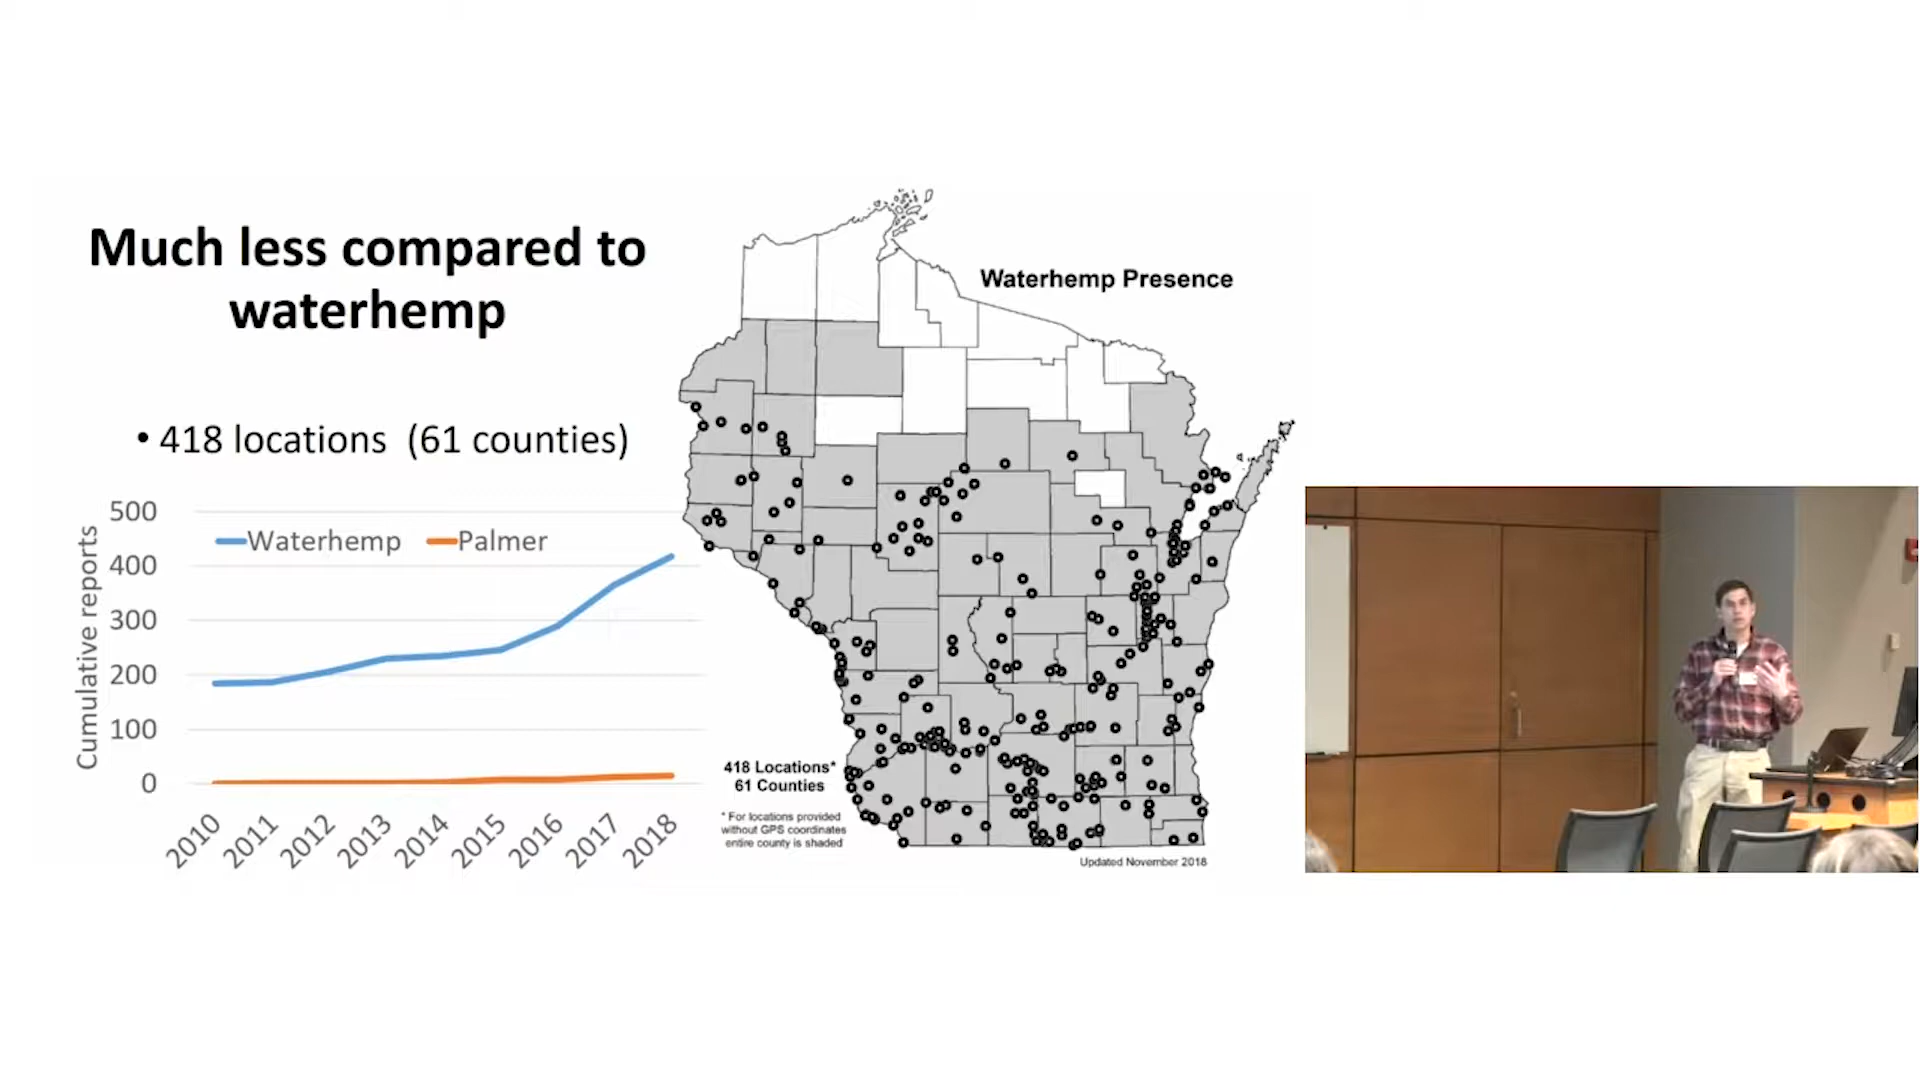 Much less compared to
waterhemp
• 418 locations (61 counties)
Cumulative reports
500
400
300
200
100
0
Waterhemp
Palmer
2010
2011
2012
2013
2014
2015
2016
2017
2018
Waterhemp Presence
418 Locations*
61 Counties
* For locations provided
without GPS coordinates
entire county is shaded
Updated November 2018